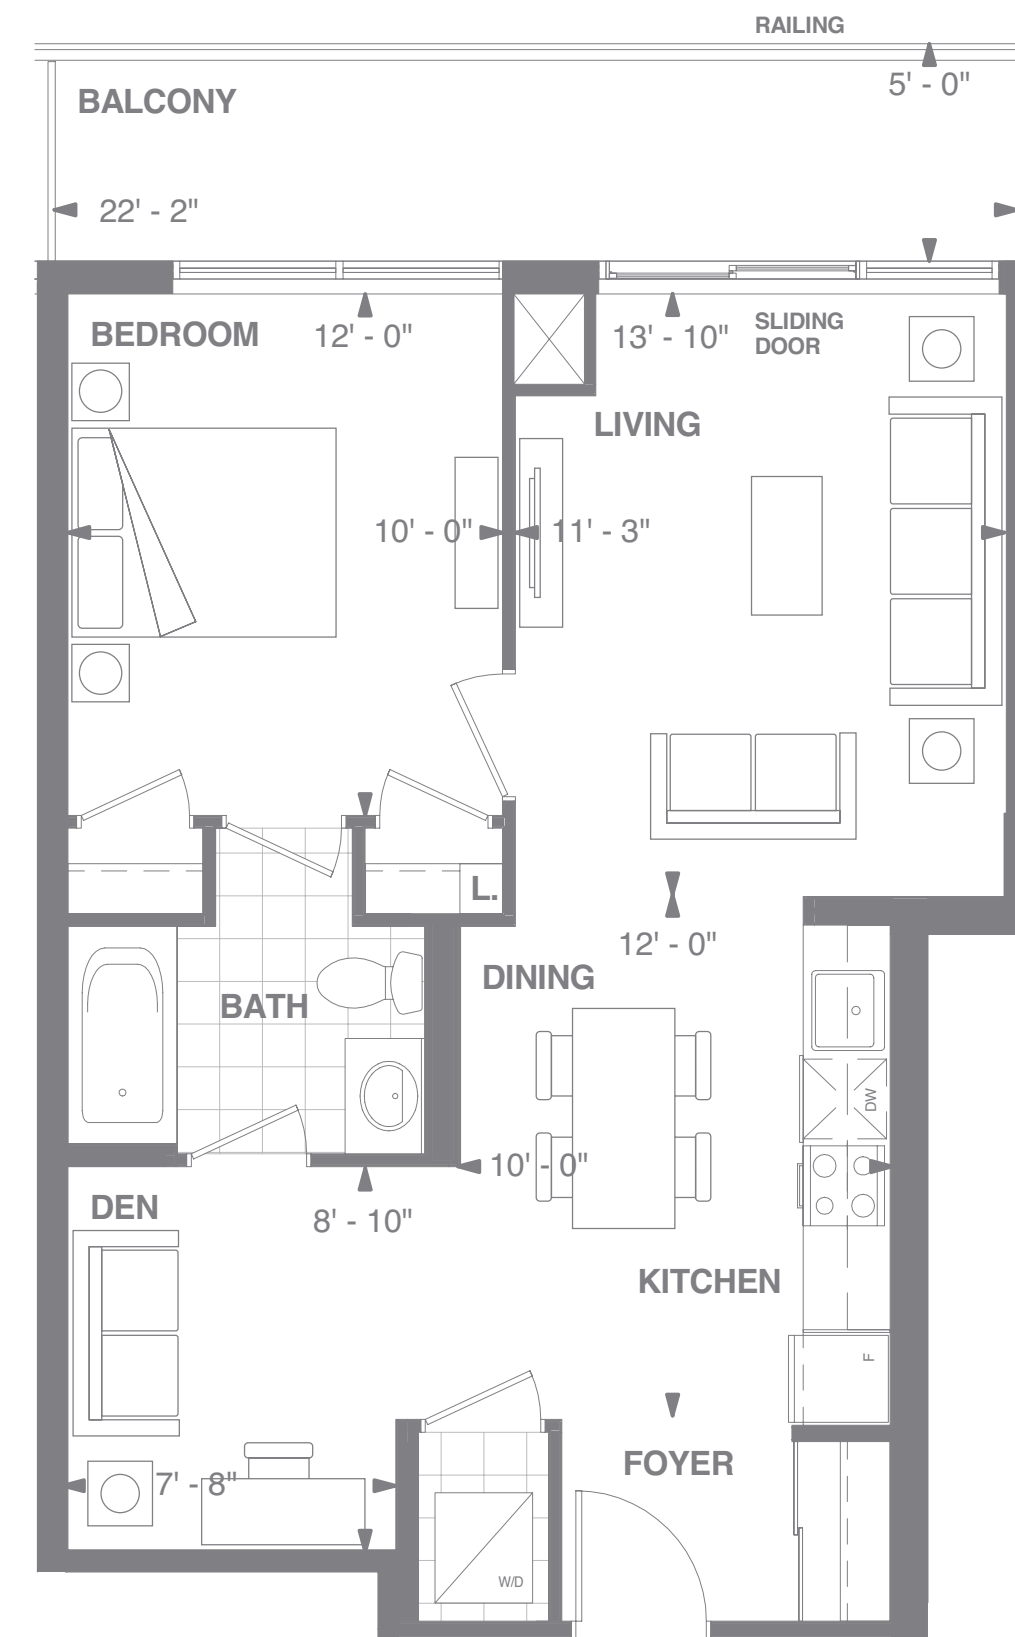 RAILING
5' - 0"
BALCONY
22' - 2"
BEDROOM
12' - 0"
13' - 10"
SLIDING
DOOR
LIVING
10' - 0"
11' - 3"
L.
12' - 0"
DINING
BATH
DW
10' - 0"
DEN
8' - 10"
KITCHEN
F
FOYER
7' - 8"
W/D